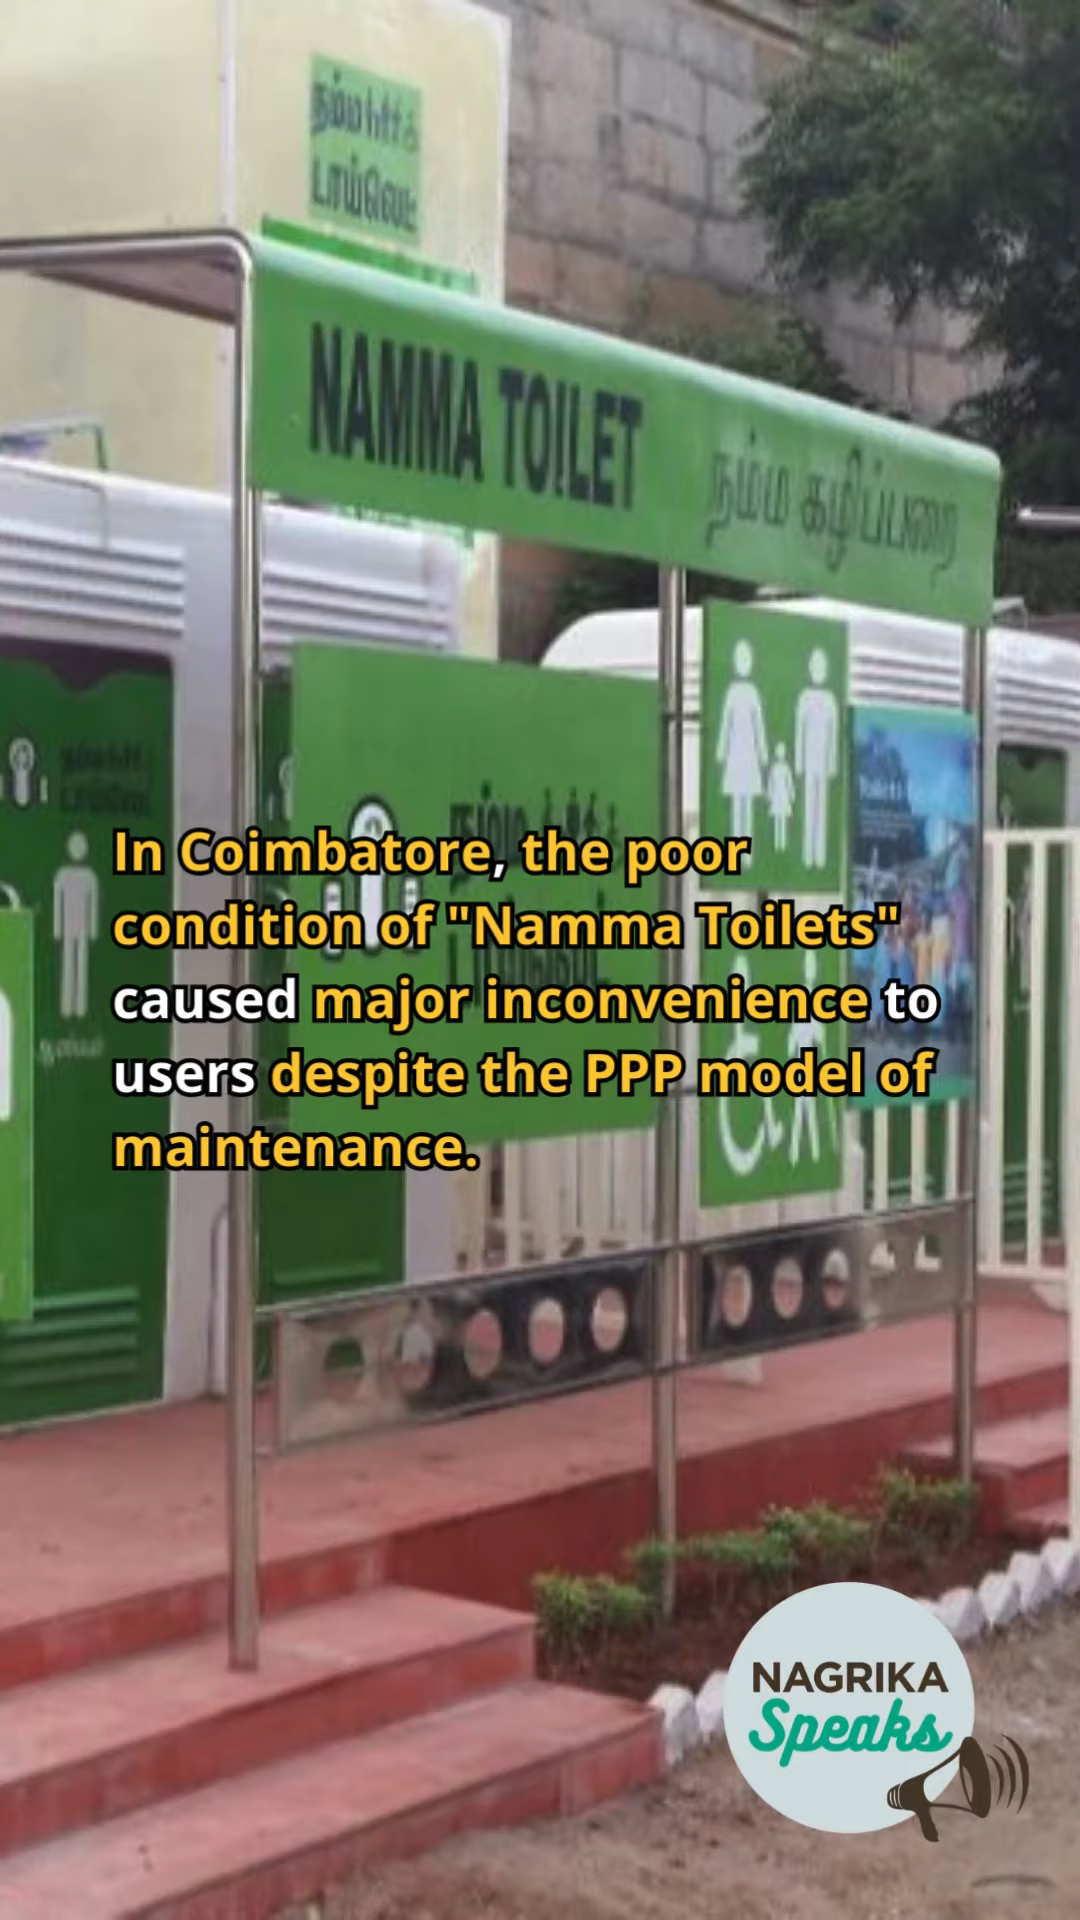 NAMMA TOILET நம்ம கழிப்பறை
In Coimbatore, the poor
condition of "Namma Toilets"
caused major inconvenience to
users despite the PPP model of
maintenance.
NAGRIKA
Speaks